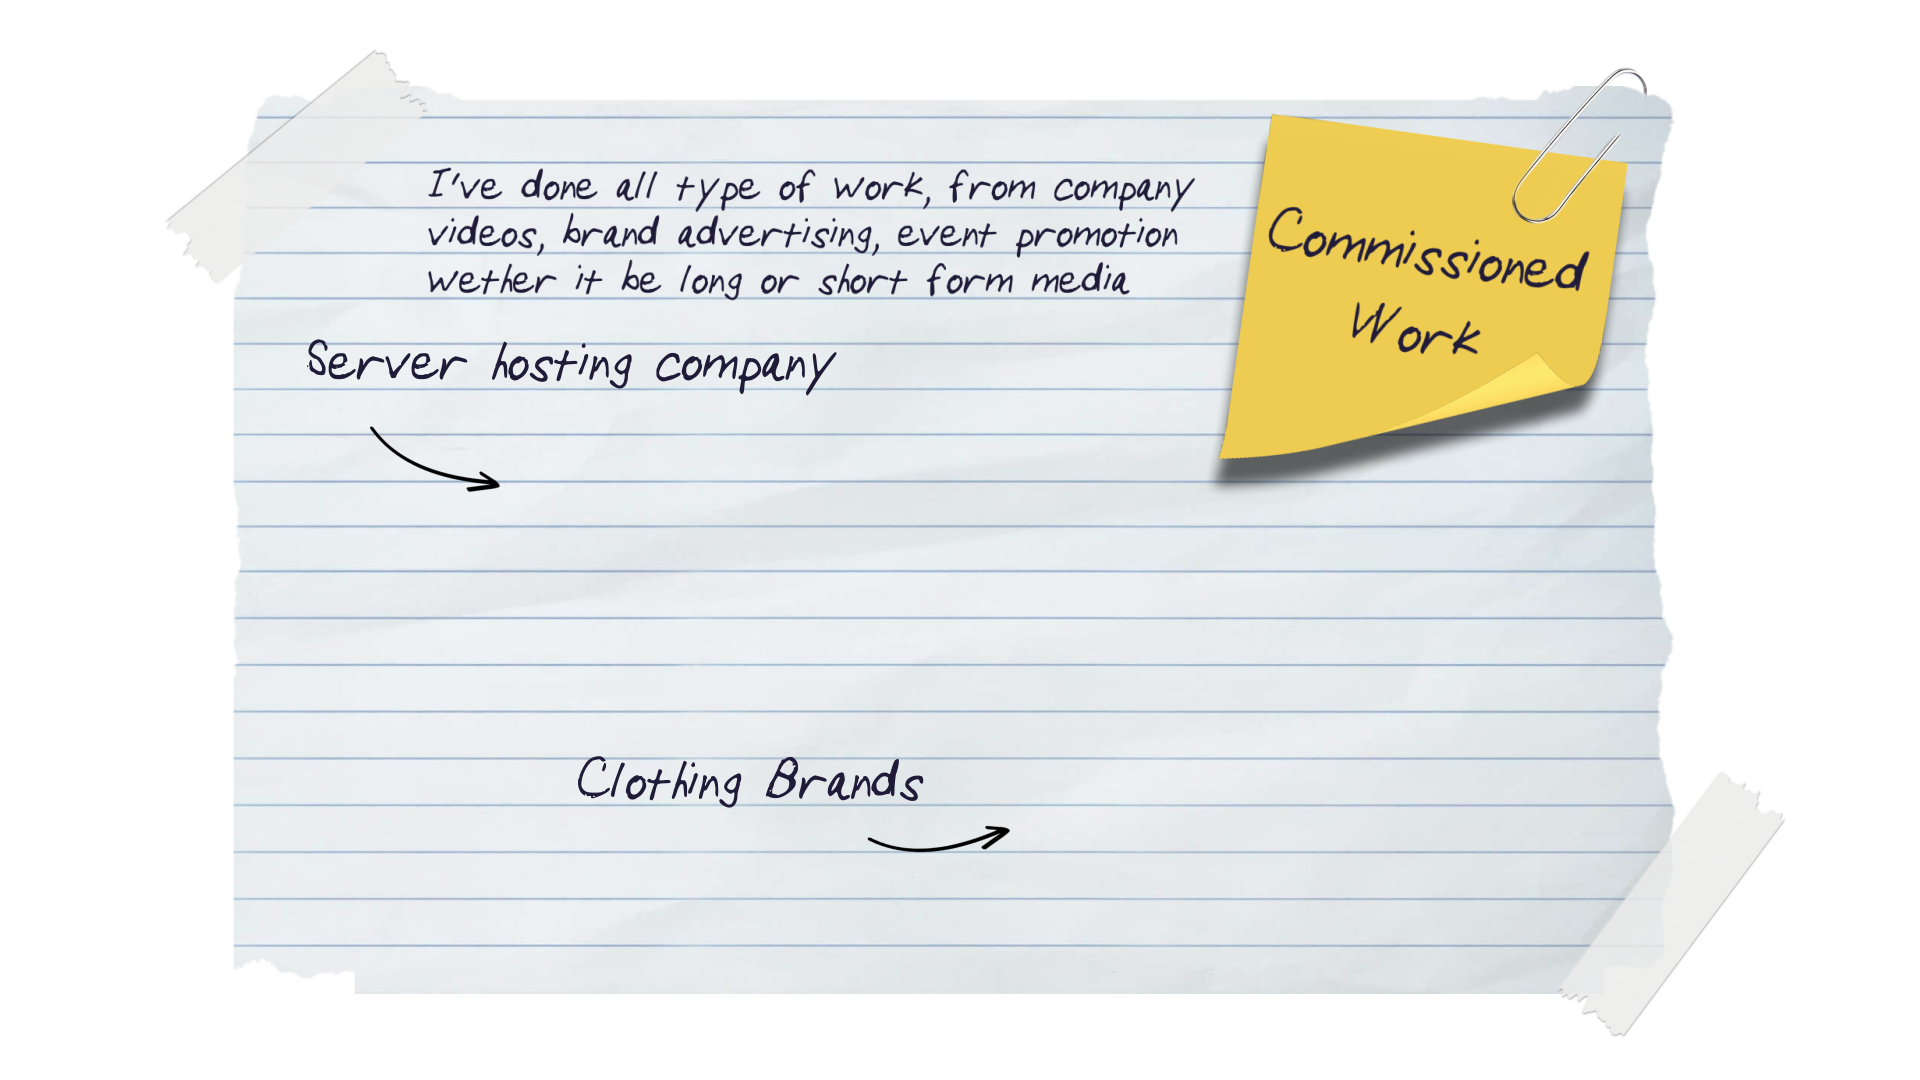 I've done all type of work, from company
videos, brand advertising, event promotion
wether it be long or short form media
Commissioned
Work
Server hosting company
Clothing Brands